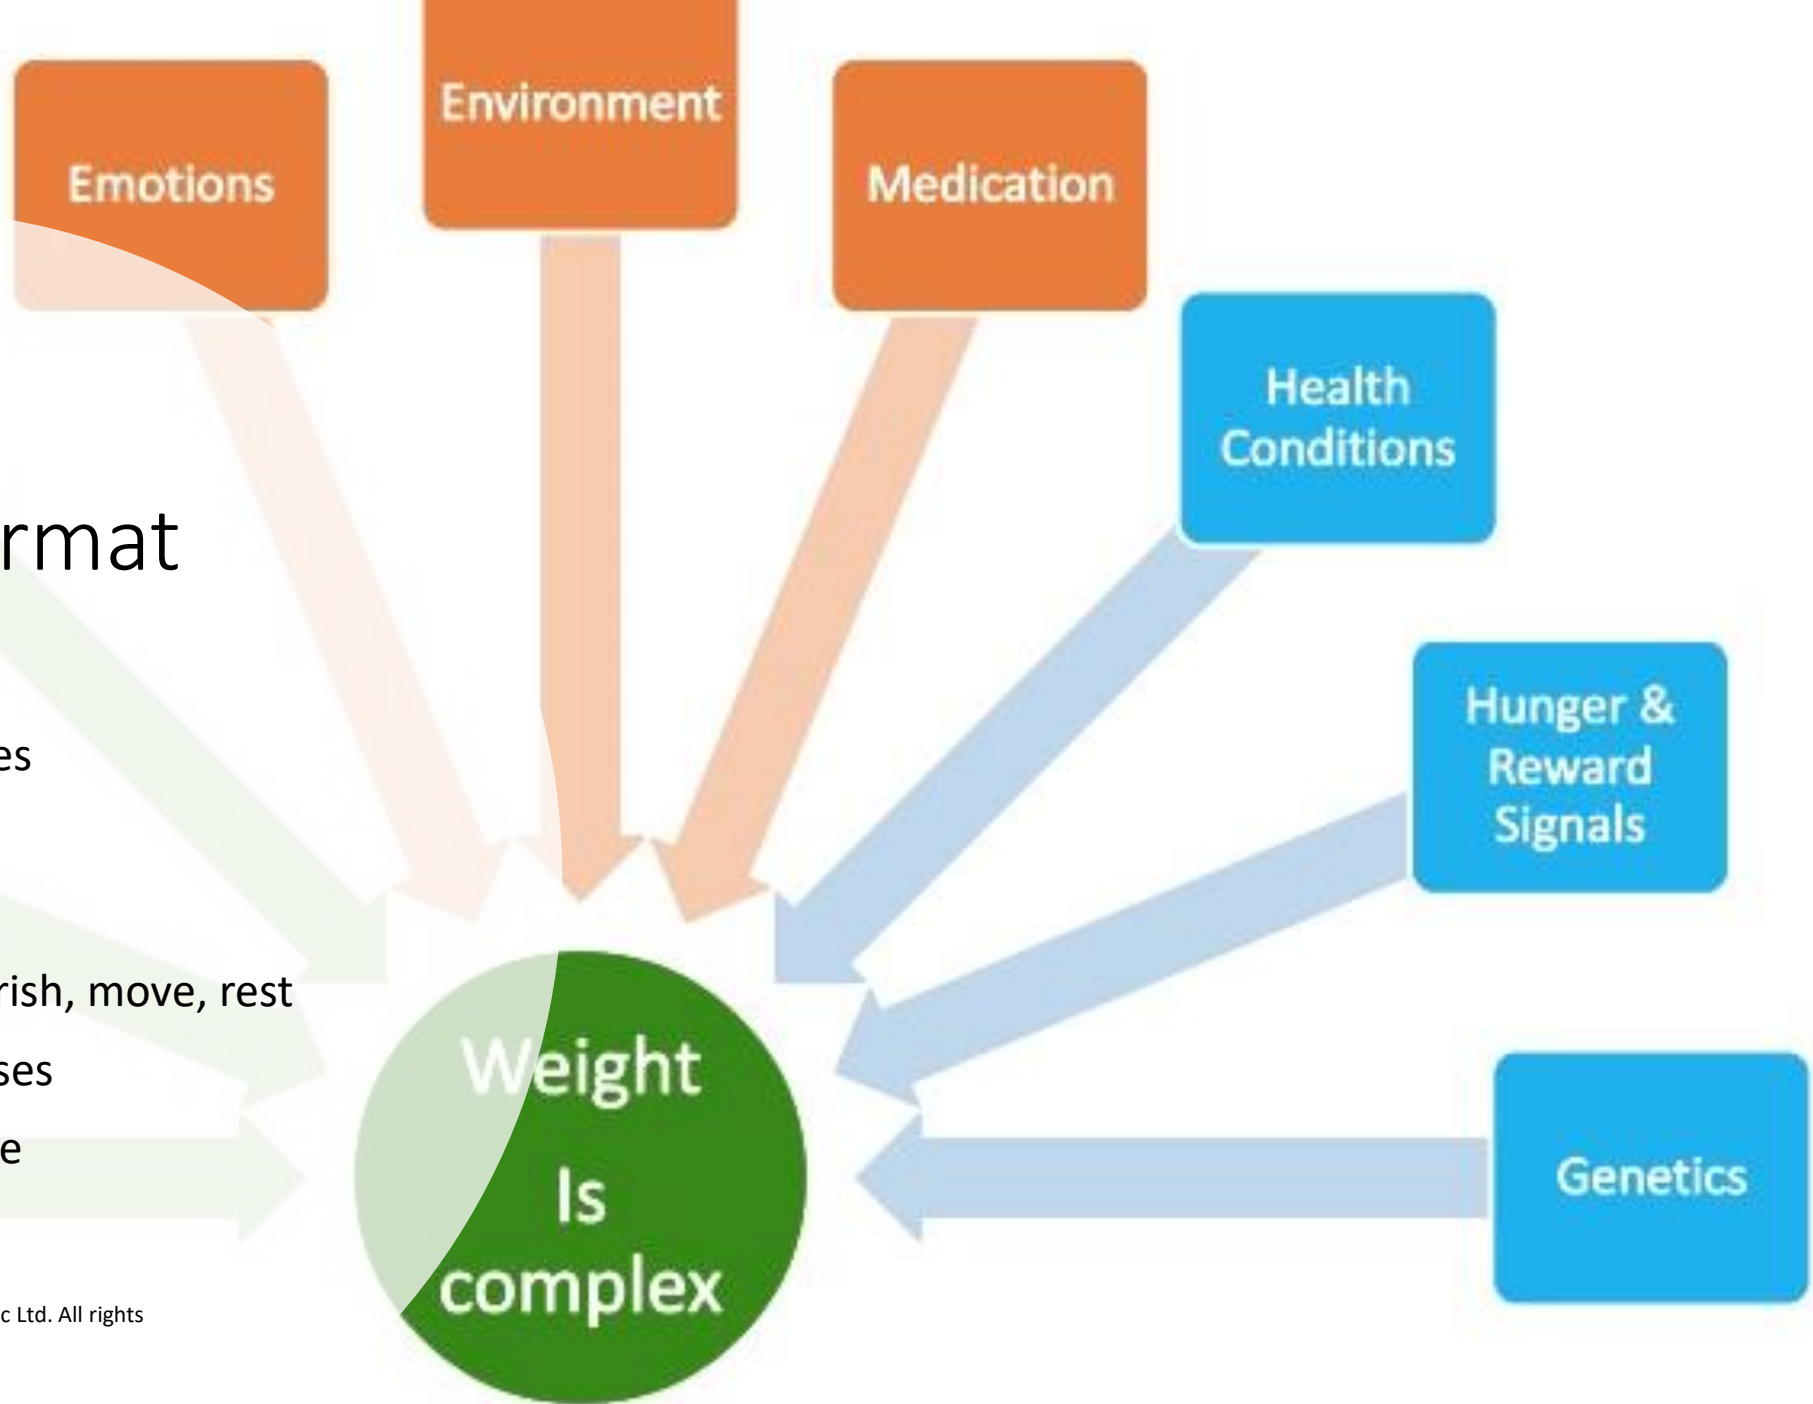 Environment
Emotions
Medication
Health
Conditions
rmat
Hunger &
Reward
Signals
es
rish, move, rest
ses
e
Weight
Is
complex
Genetics
c Ltd. All rights